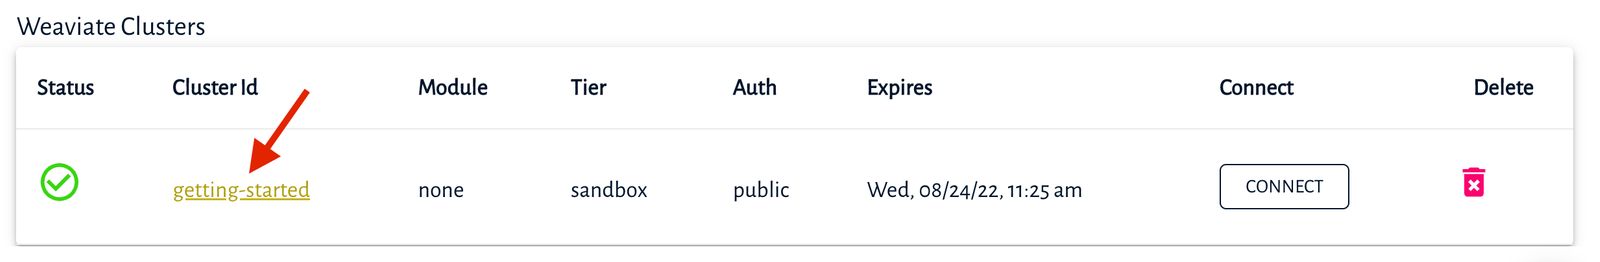 Weaviate Clusters
Status Cluster Id Module Tier Auth Expires Connect Delete
getting-started none sandbox public Wed, 08/24/22, 11:25 am CONNECT